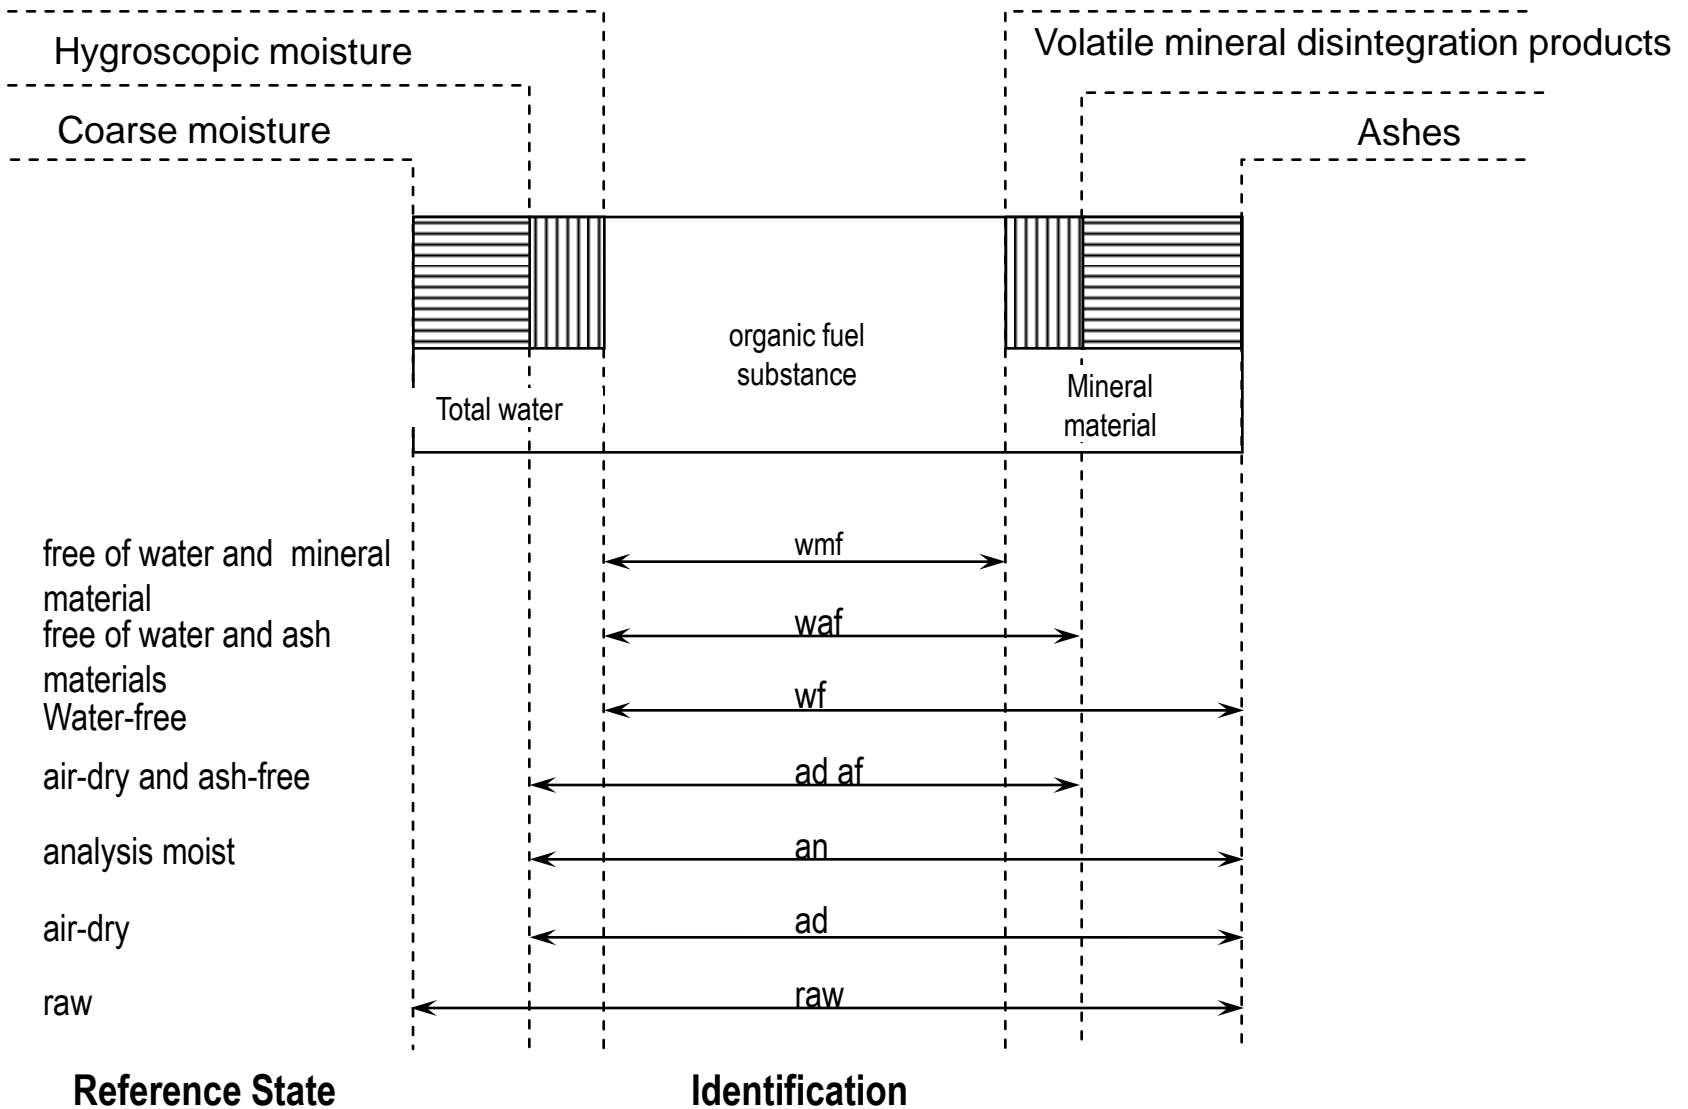 Hygroscopic moisture
Volatile mineral disintegration products
Coarse moisture
Ashes
organic fuel
substance
Total water
Mineral
material
free of water and mineral
material
wmf
free of water and ash
materials
waf
Water-free
wf
air-dry and ash-free
ad af
analysis moist
an
air-dry
ad
raw
raw
Reference State
Identification